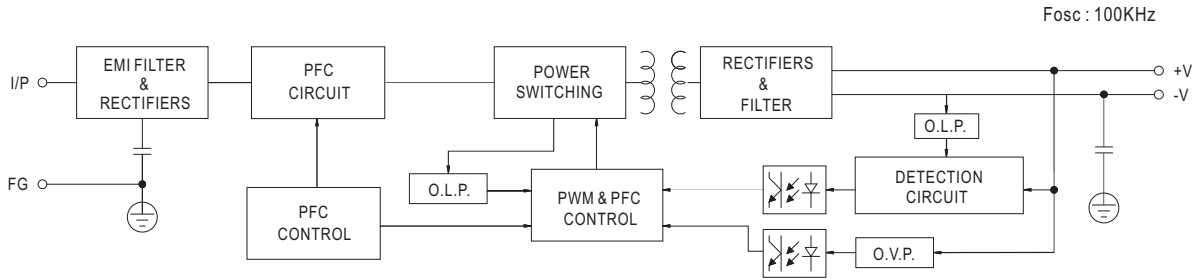 Fosc : 100KHz
I/P
EMI FILTER
&
RECTIFIERS
PFC
CIRCUIT
POWER
SWITCHING
RECTIFIERS
&
FILTER
+V
-V
O.L.P.
FG
PFC
CONTROL
O.L.P.
PWM & PFC
CONTROL
DETECTION
CIRCUIT
O.V.P.